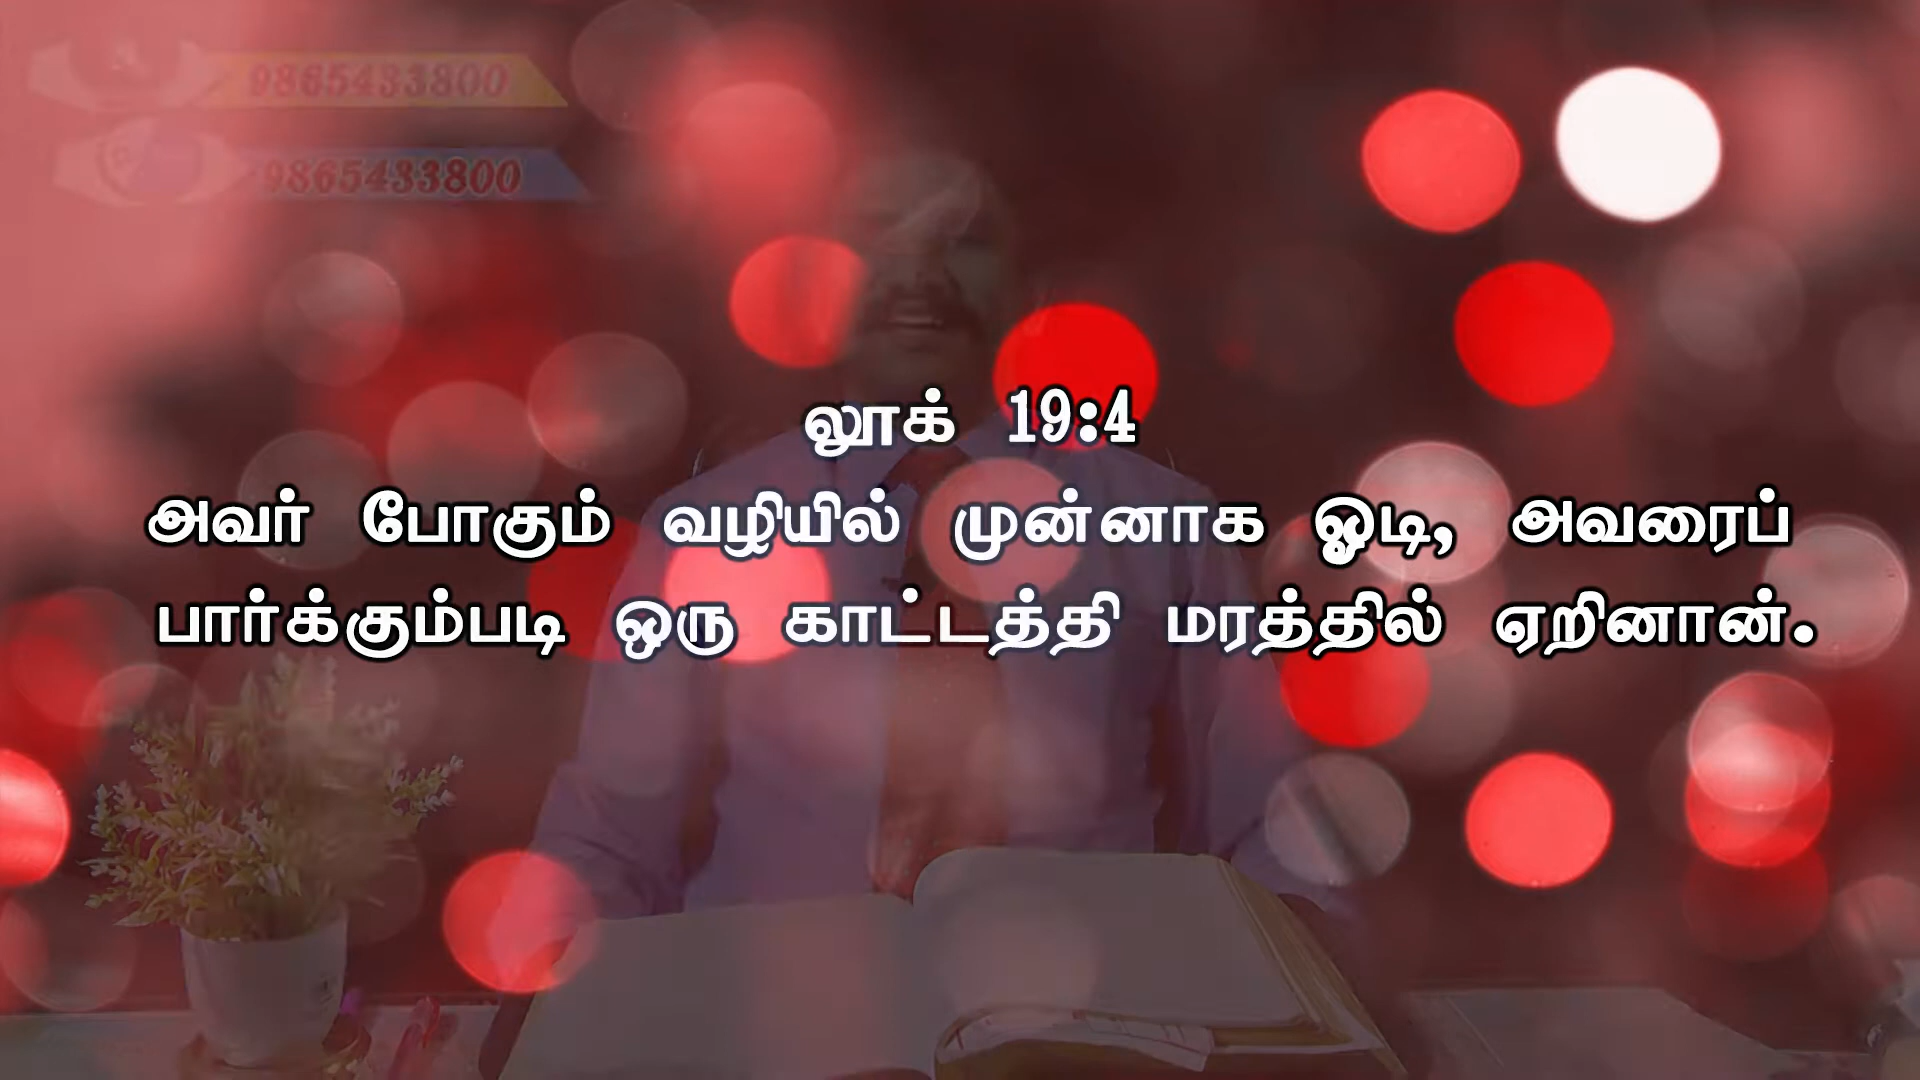 9865433800
9865433800
லூக் 19:4
அவர் போகும் வழியில் முன்னாக ஓடி, அவரைப்
பார்க்கும்படி ஒரு காட்டத்தி மரத்தில் ஏறினான்.